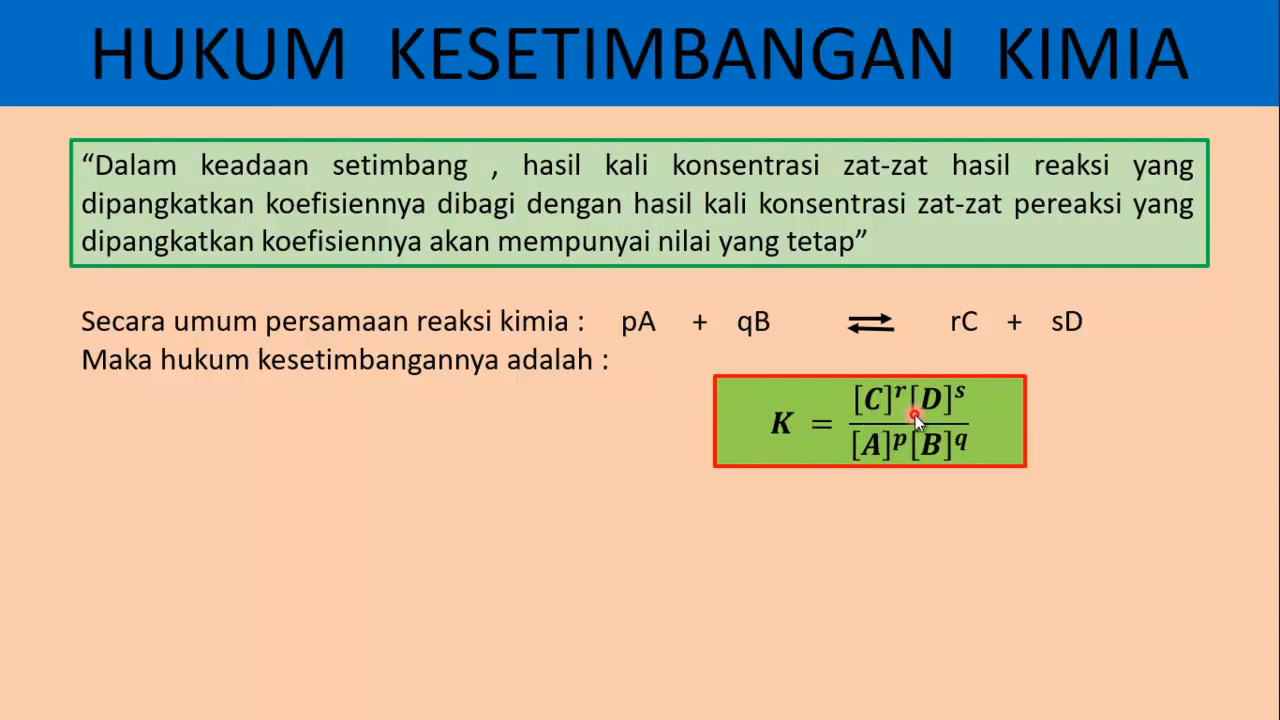 HUKUM KESETIMBANGAN KIMIA
“Dalam keadaan setimbang , hasil kali konsentrasi zat-zat hasil reaksi yang
dipangkatkan koefisiennya dibagi dengan hasil kali konsentrasi zat-zat pereaksi yang
dipangkatkan koefisiennya akan mempunyai nilai yang tetap”
Secara umum persamaan reaksi kimia : pA + qB ⇌ rC + sD
Maka hukum kesetimbangannya adalah :
K = [C]^r[D]^s / [A]^p[B]^q